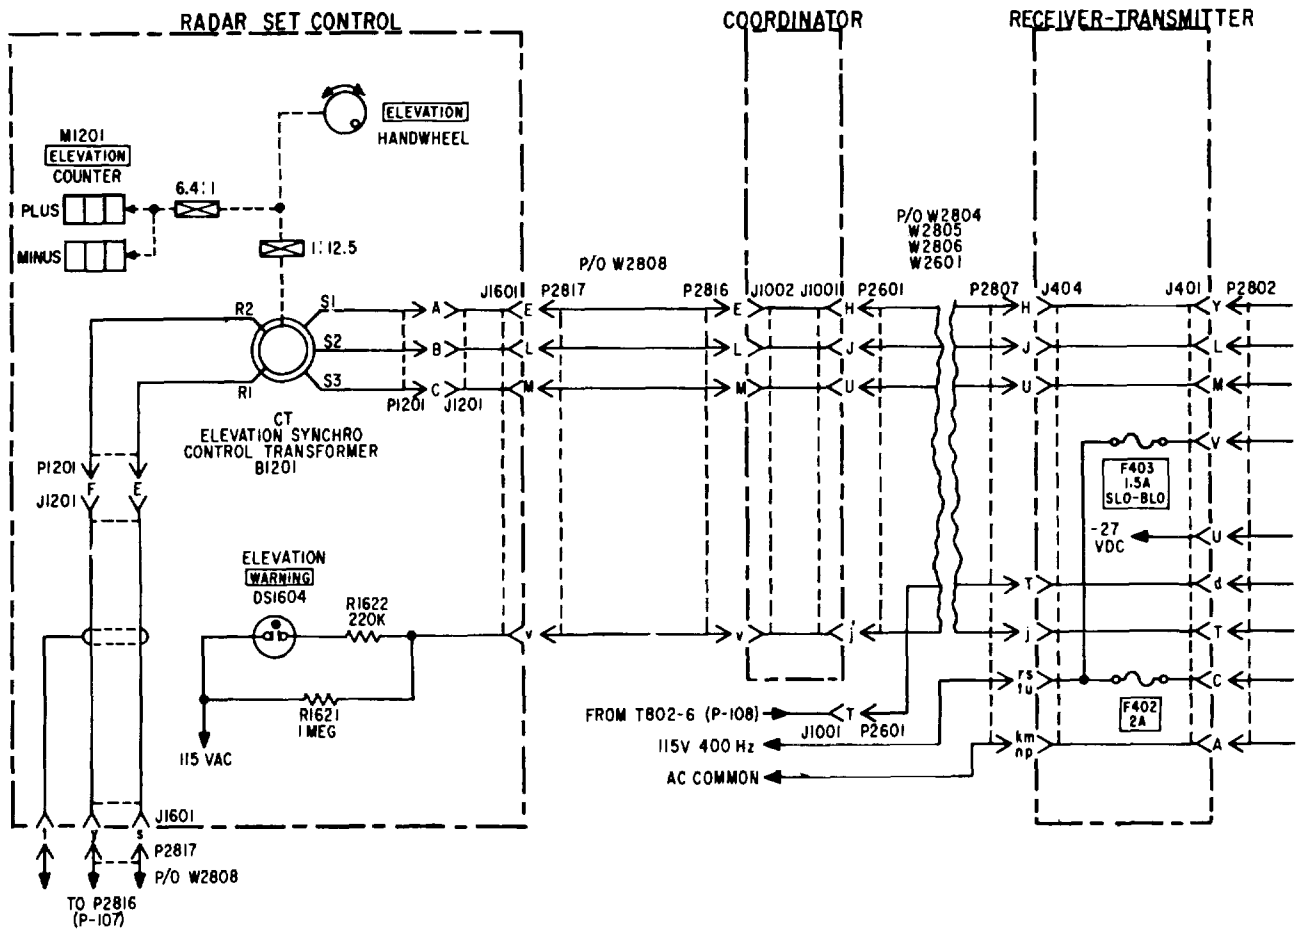 RADAR SET CONTROL
COORDINATOR
RECEIVER-TRANSMITTER
ELEVATION
HANDWHEEL
M1201
ELEVATION
COUNTER
6.4:1
PLUS
MINUS
1:12.5
P/O W2808
P/O W2804
W2805
W2806
W2601
R2
S1
A
J1601
E
P2817
P2816
E
J1002
J1001
H
P2601
P2807
H
J404
J401
Y
P2802
S2
B
L
L
J
J
L
R1
S3
P1201
C
J1201
M
M
U
U
M
CT
ELEVATION SYNCHRO
CONTROL TRANSFORMER
B1201
V
F403
1.5A
SLO-BLO
P1201
F
E
J1201
-27
VDC
U
ELEVATION
WARNING
DS1604
R1622
220K
T
d
v
v
j
j
T
rs
tu
C
R1621
1 MEG
F402
2A
FROM T802-6 (P-108)
T
J1001
P2601
115V 400 Hz
km
np
A
AC COMMON
115 VAC
J1601
y
s
P2817
P/O W2808
TO P2816
(P-107)